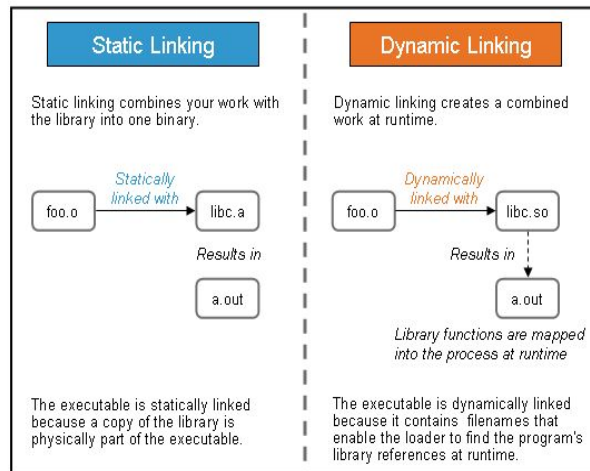 Static Linking
Static linking combines your work with
the library into one binary.
Statically
linked with
foo.o
libc.a
Results in
a.out
The executable is statically linked
because a copy of the library is
physically part of the executable.
Dynamic Linking
Dynamic linking creates a combined
work at runtime.
Dynamically
linked with
foo.o
libc.so
Results in
a.out
Library functions are mapped
into the process at runtime
The executable is dynamically linked
because it contains filenames that
enable the loader to find the program's
library references at runtime.